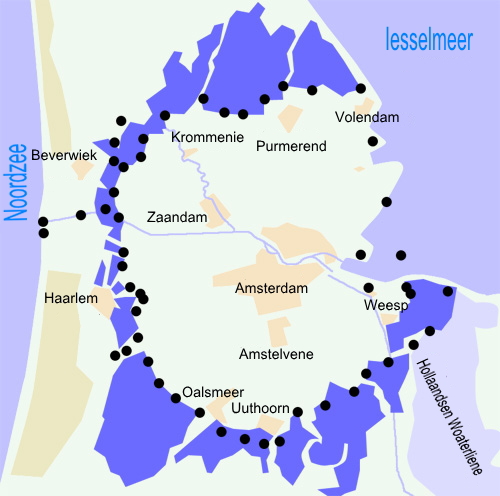 Iesselmeer
Volendam
Krommenie
Purmerend
Beverwiek
Noordzee
Zaandam
Amsterdam
Haarlem
Weesp
Amstelvene
Hollaandsen Woaterliene
Oalsmeer
Uuthoorn